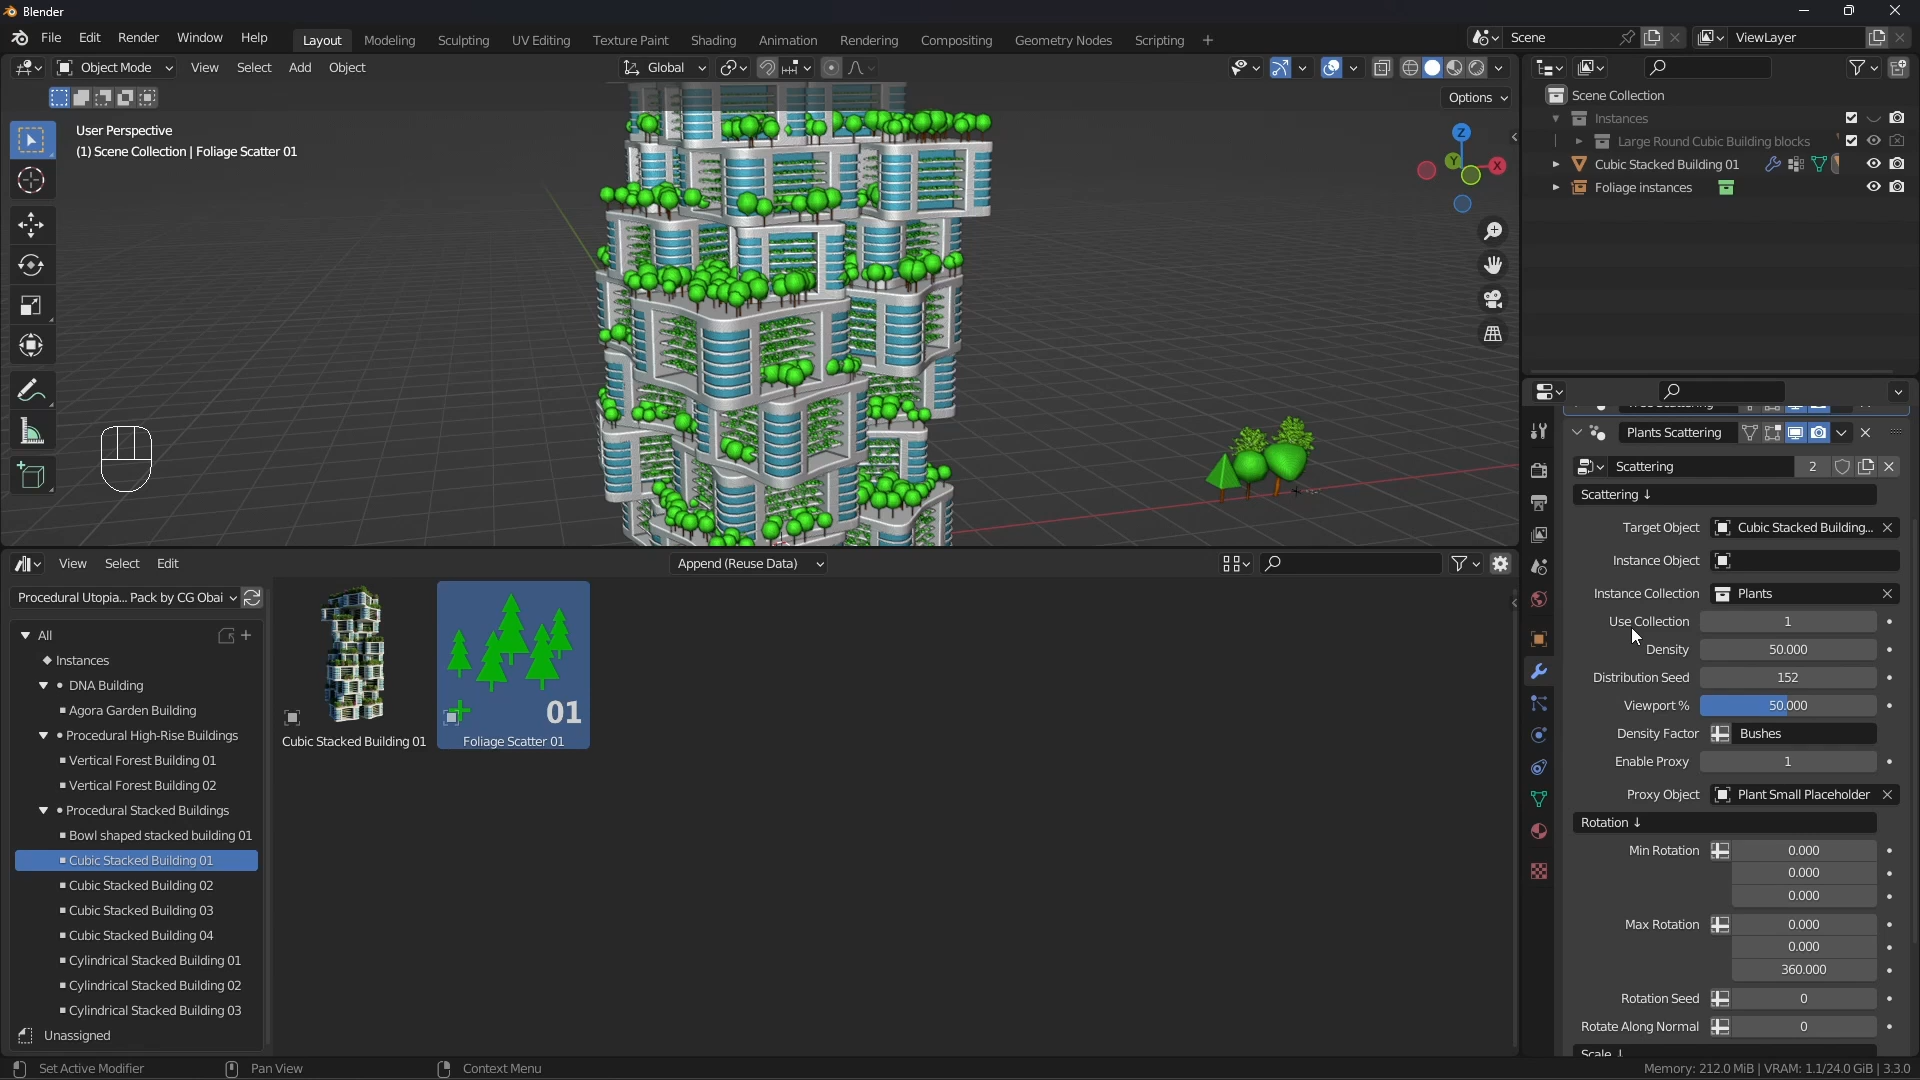 Blender
File Edit Render Window Help
Layout Modeling Sculpting UV Editing Texture Paint Shading Animation Rendering Compositing Geometry Nodes Scripting +
Scene
ViewLayer
Object Mode View Select Add Object
Global
Options
User Perspective
(1) Scene Collection | Foliage Scatter 01
Z
Y
X
Scene Collection
Instances
Large Round Cubic Building blocks
Cubic Stacked Building 01
Foliage instances
Plants Scattering
Scattering 2
Scattering ↓
Target Object Cubic Stacked Building...
Instance Object
Instance Collection Plants
Use Collection 1
Density 50.000
Distribution Seed 152
Viewport % 50.000
Density Factor Bushes
Enable Proxy 1
Proxy Object Plant Small Placeholder
Rotation ↓
Min Rotation 0.000
0.000
0.000
Max Rotation 0.000
0.000
360.000
Rotation Seed 0
Rotate Along Normal 0
Scale ↓
View Select Edit
Append (Reuse Data)
Procedural Utopia... Pack by CG Obai
All
Instances
DNA Building
Agora Garden Building
Procedural High-Rise Buildings
Vertical Forest Building 01
Vertical Forest Building 02
Procedural Stacked Buildings
Bowl shaped stacked building 01
Cubic Stacked Building 01
Cubic Stacked Building 02
Cubic Stacked Building 03
Cubic Stacked Building 04
Cylindrical Stacked Building 01
Cylindrical Stacked Building 02
Cylindrical Stacked Building 03
Unassigned
Cubic Stacked Building 01
01
Foliage Scatter 01
Set Active Modifier
Pan View
Context Menu
Memory: 212.0 MiB | VRAM: 1.1/24.0 GiB | 3.3.0